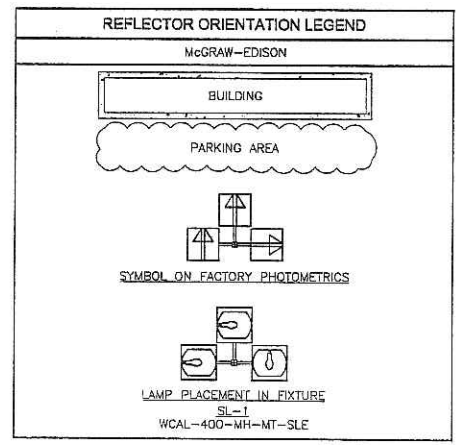 REFLECTOR ORIENTATION LEGEND
McGRAW-EDISON
BUILDING
PARKING AREA
SYMBOL ON FACTORY PHOTOMETRICS
LAMP PLACEMENT IN FIXTURE
SL-1
WCAL-400-MH-MT-SLE